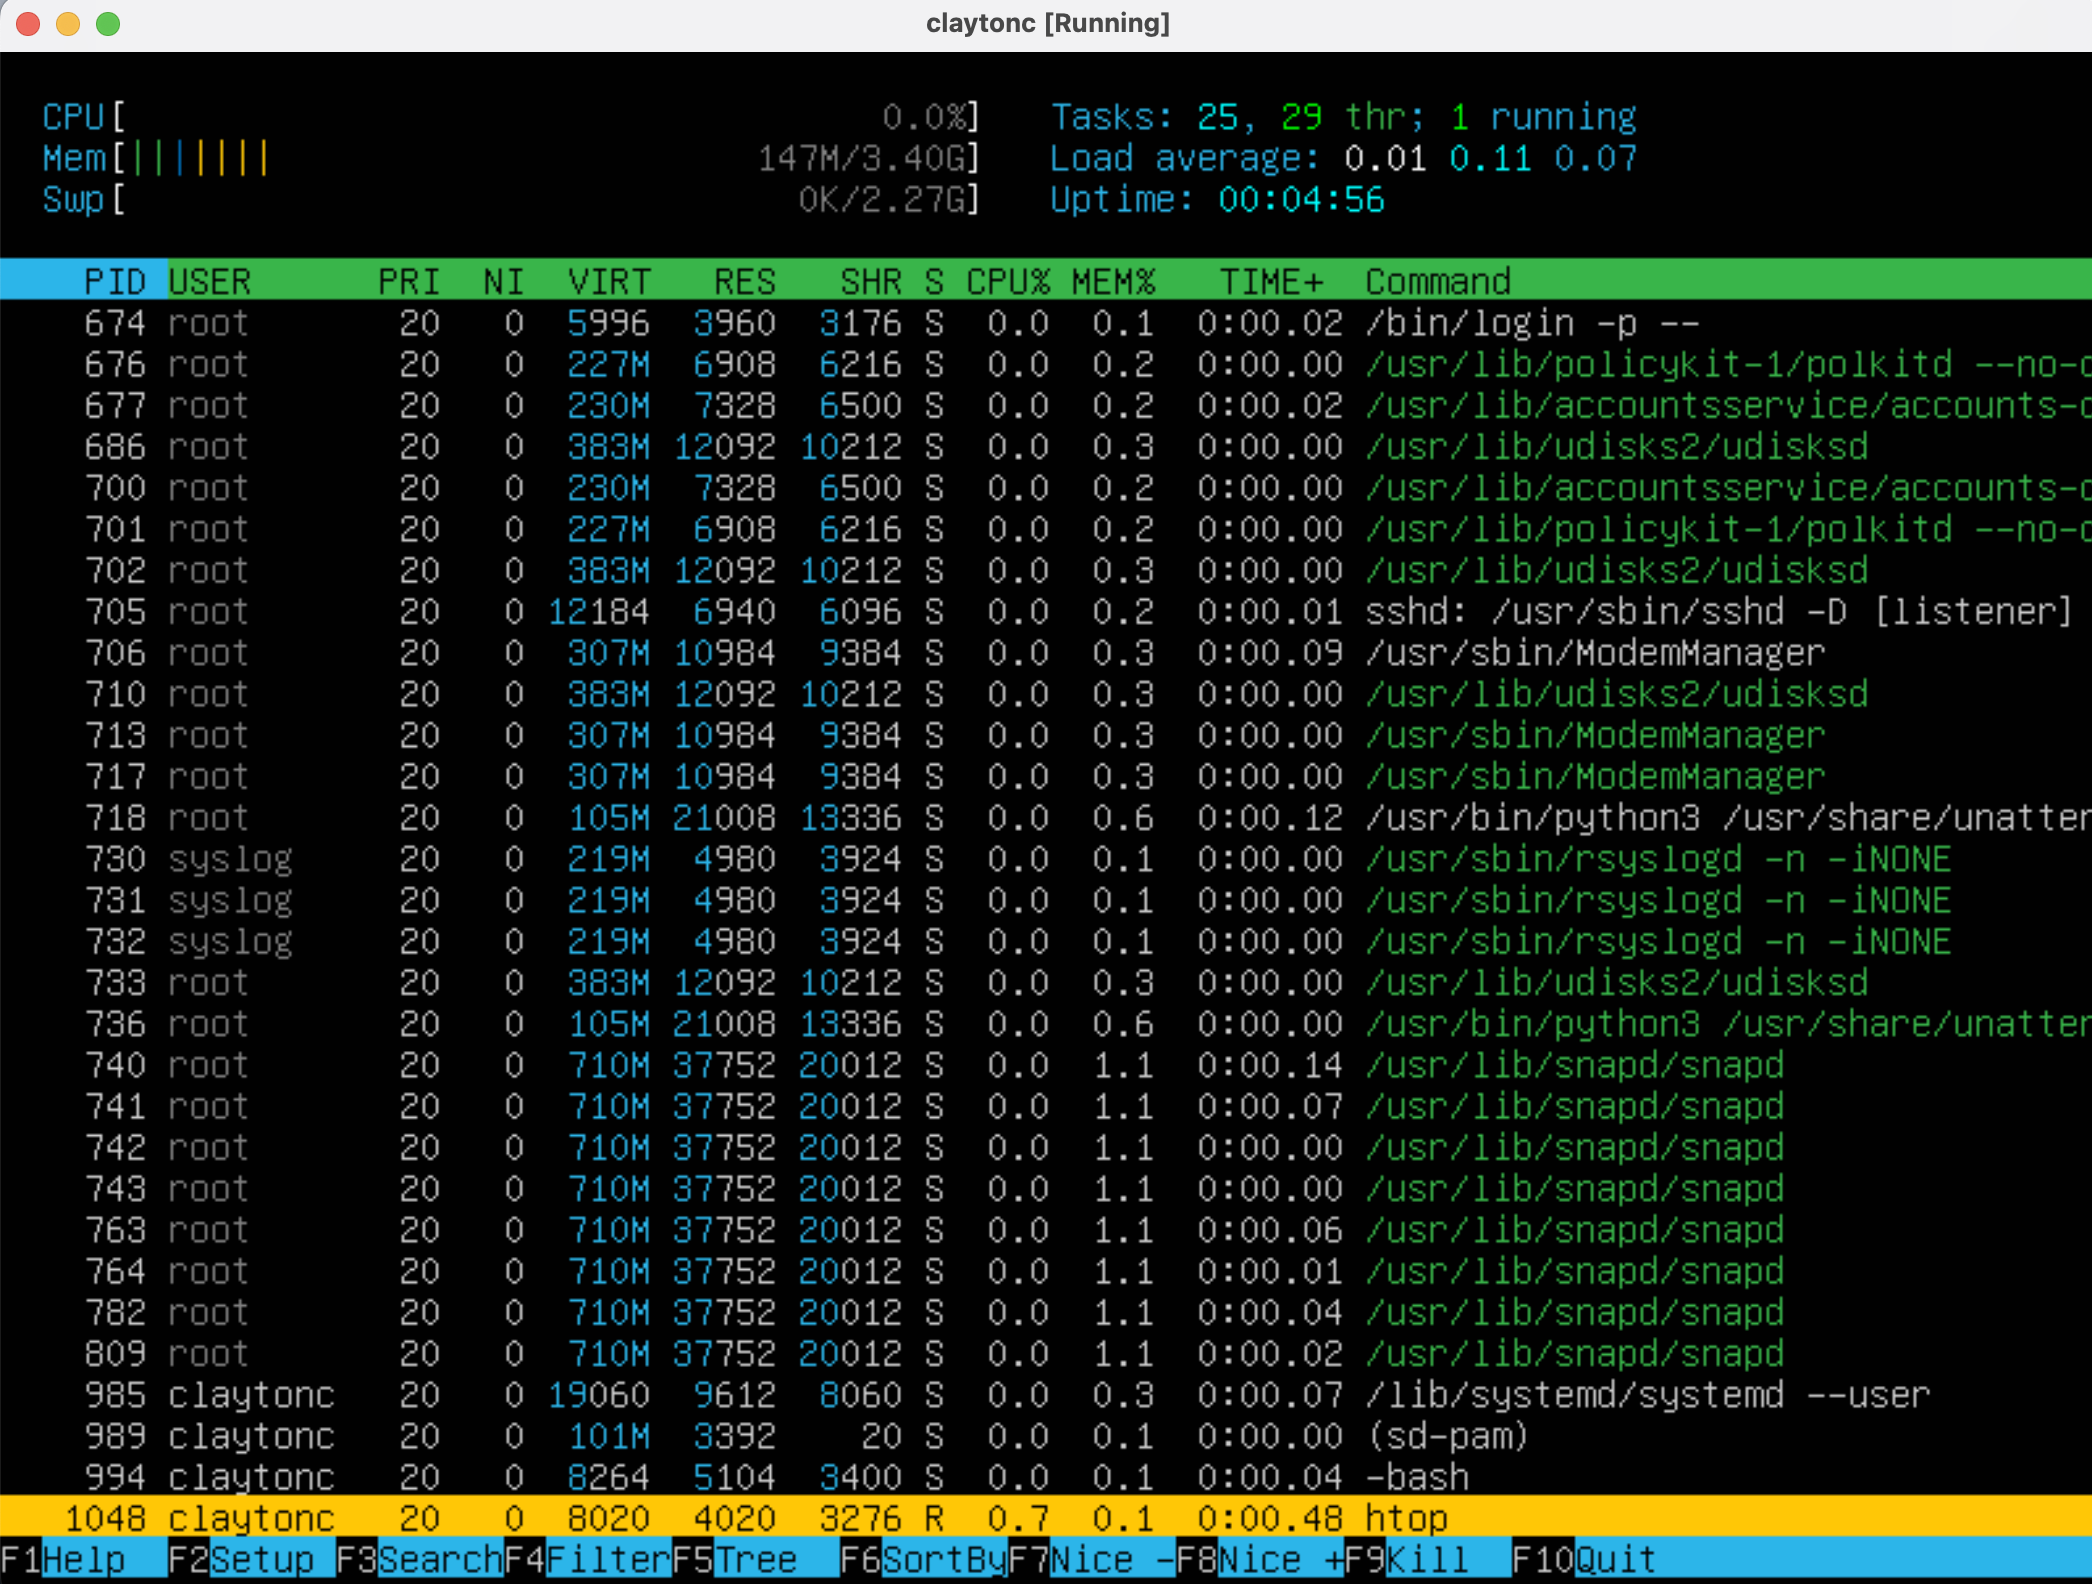 claytonc [Running]
CPU[ 0.0%] Tasks: 25, 29 thr; 1 running
Mem[||||||| 147M/3.40G] Load average: 0.01 0.11 0.07
Swp[ 0K/2.27G] Uptime: 00:04:56
PID USER PRI NI VIRT RES SHR S CPU% MEM% TIME+ Command
674 root 20 0 5996 3960 3176 S 0.0 0.1 0:00.02 /bin/login -p --
676 root 20 0 227M 6908 6216 S 0.0 0.2 0:00.00 /usr/lib/policykit-1/polkitd --no-d
677 root 20 0 230M 7328 6500 S 0.0 0.2 0:00.02 /usr/lib/accountsservice/accounts-d
686 root 20 0 383M 12092 10212 S 0.0 0.3 0:00.00 /usr/lib/udisks2/udisksd
700 root 20 0 230M 7328 6500 S 0.0 0.2 0:00.00 /usr/lib/accountsservice/accounts-d
701 root 20 0 227M 6908 6216 S 0.0 0.2 0:00.00 /usr/lib/policykit-1/polkitd --no-d
702 root 20 0 383M 12092 10212 S 0.0 0.3 0:00.00 /usr/lib/udisks2/udisksd
705 root 20 0 12184 6940 6096 S 0.0 0.2 0:00.01 sshd: /usr/sbin/sshd -D [listener]
706 root 20 0 307M 10984 9384 S 0.0 0.3 0:00.09 /usr/sbin/ModemManager
710 root 20 0 383M 12092 10212 S 0.0 0.3 0:00.00 /usr/lib/udisks2/udisksd
713 root 20 0 307M 10984 9384 S 0.0 0.3 0:00.00 /usr/sbin/ModemManager
717 root 20 0 307M 10984 9384 S 0.0 0.3 0:00.00 /usr/sbin/ModemManager
718 root 20 0 105M 21008 13336 S 0.0 0.6 0:00.12 /usr/bin/python3 /usr/share/unatten
730 syslog 20 0 219M 4980 3924 S 0.0 0.1 0:00.00 /usr/sbin/rsyslogd -n -iNONE
731 syslog 20 0 219M 4980 3924 S 0.0 0.1 0:00.00 /usr/sbin/rsyslogd -n -iNONE
732 syslog 20 0 219M 4980 3924 S 0.0 0.1 0:00.00 /usr/sbin/rsyslogd -n -iNONE
733 root 20 0 383M 12092 10212 S 0.0 0.3 0:00.00 /usr/lib/udisks2/udisksd
736 root 20 0 105M 21008 13336 S 0.0 0.6 0:00.00 /usr/bin/python3 /usr/share/unatten
740 root 20 0 710M 37752 20012 S 0.0 1.1 0:00.14 /usr/lib/snapd/snapd
741 root 20 0 710M 37752 20012 S 0.0 1.1 0:00.07 /usr/lib/snapd/snapd
742 root 20 0 710M 37752 20012 S 0.0 1.1 0:00.00 /usr/lib/snapd/snapd
743 root 20 0 710M 37752 20012 S 0.0 1.1 0:00.00 /usr/lib/snapd/snapd
763 root 20 0 710M 37752 20012 S 0.0 1.1 0:00.06 /usr/lib/snapd/snapd
764 root 20 0 710M 37752 20012 S 0.0 1.1 0:00.01 /usr/lib/snapd/snapd
782 root 20 0 710M 37752 20012 S 0.0 1.1 0:00.04 /usr/lib/snapd/snapd
809 root 20 0 710M 37752 20012 S 0.0 1.1 0:00.02 /usr/lib/snapd/snapd
985 claytonc 20 0 19060 9612 8060 S 0.0 0.3 0:00.07 /lib/systemd/systemd --user
989 claytonc 20 0 101M 3392 20 S 0.0 0.1 0:00.00 (sd-pam)
994 claytonc 20 0 8264 5104 3400 S 0.0 0.1 0:00.04 -bash
1048 claytonc 20 0 8020 4020 3276 R 0.7 0.1 0:00.48 htop
F1Help F2Setup F3SearchF4FilterF5Tree F6SortByF7Nice -F8Nice +F9Kill F10Quit